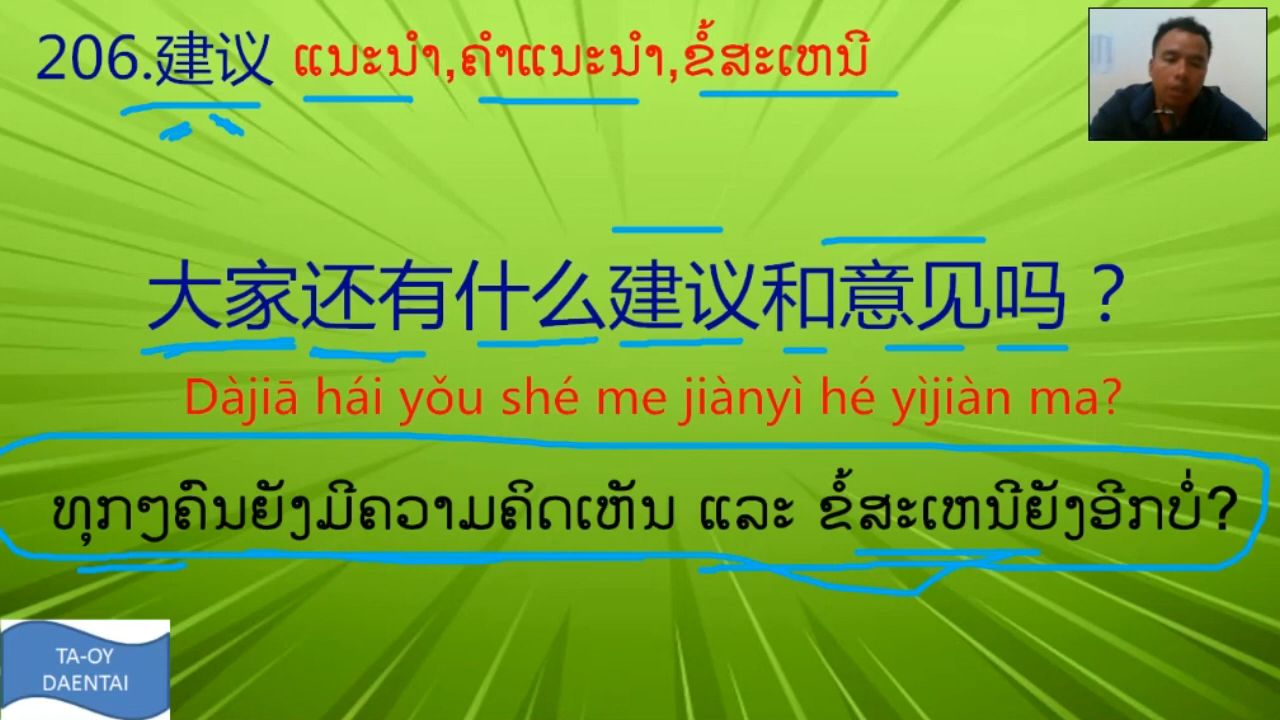 206.建议 ແນະນຳ,ຄຳແນະນຳ,ຂໍ້ສະເຫນີ
大家还有什么建议和意见吗？
Dàjiā hái yǒu shé me jiànyì hé yìjiàn ma?
ທຸກໆຄົນຍັງມີຄວາມຄິດເຫັນ ແລະ ຂໍ້ສະເຫນີຍັງອີກບໍ່?
TA-OY
DAENTAI